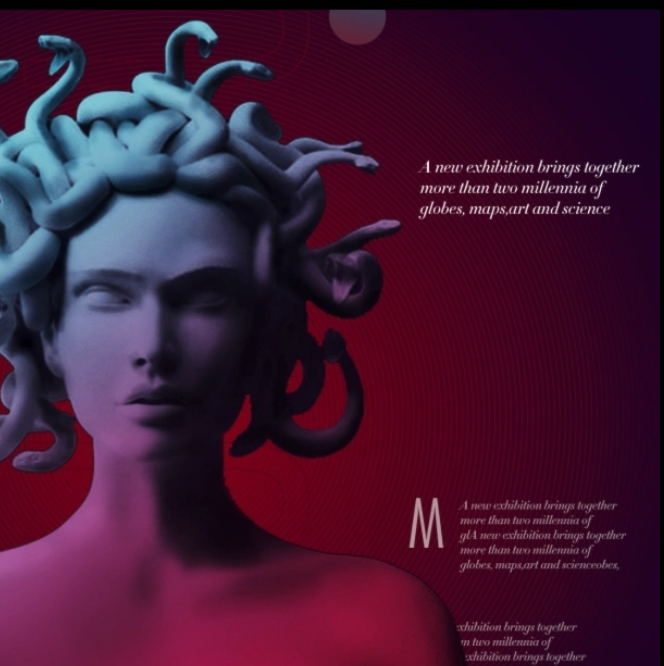 A new exhibition brings together
more than two millennia of
globes, maps,art and science
M
A new exhibition brings together
more than two millennia of
glA new exhibition brings together
more than two millennia of
globes, maps,art and scienceobes,
exhibition brings together
m two millennia of
exhibition brings together